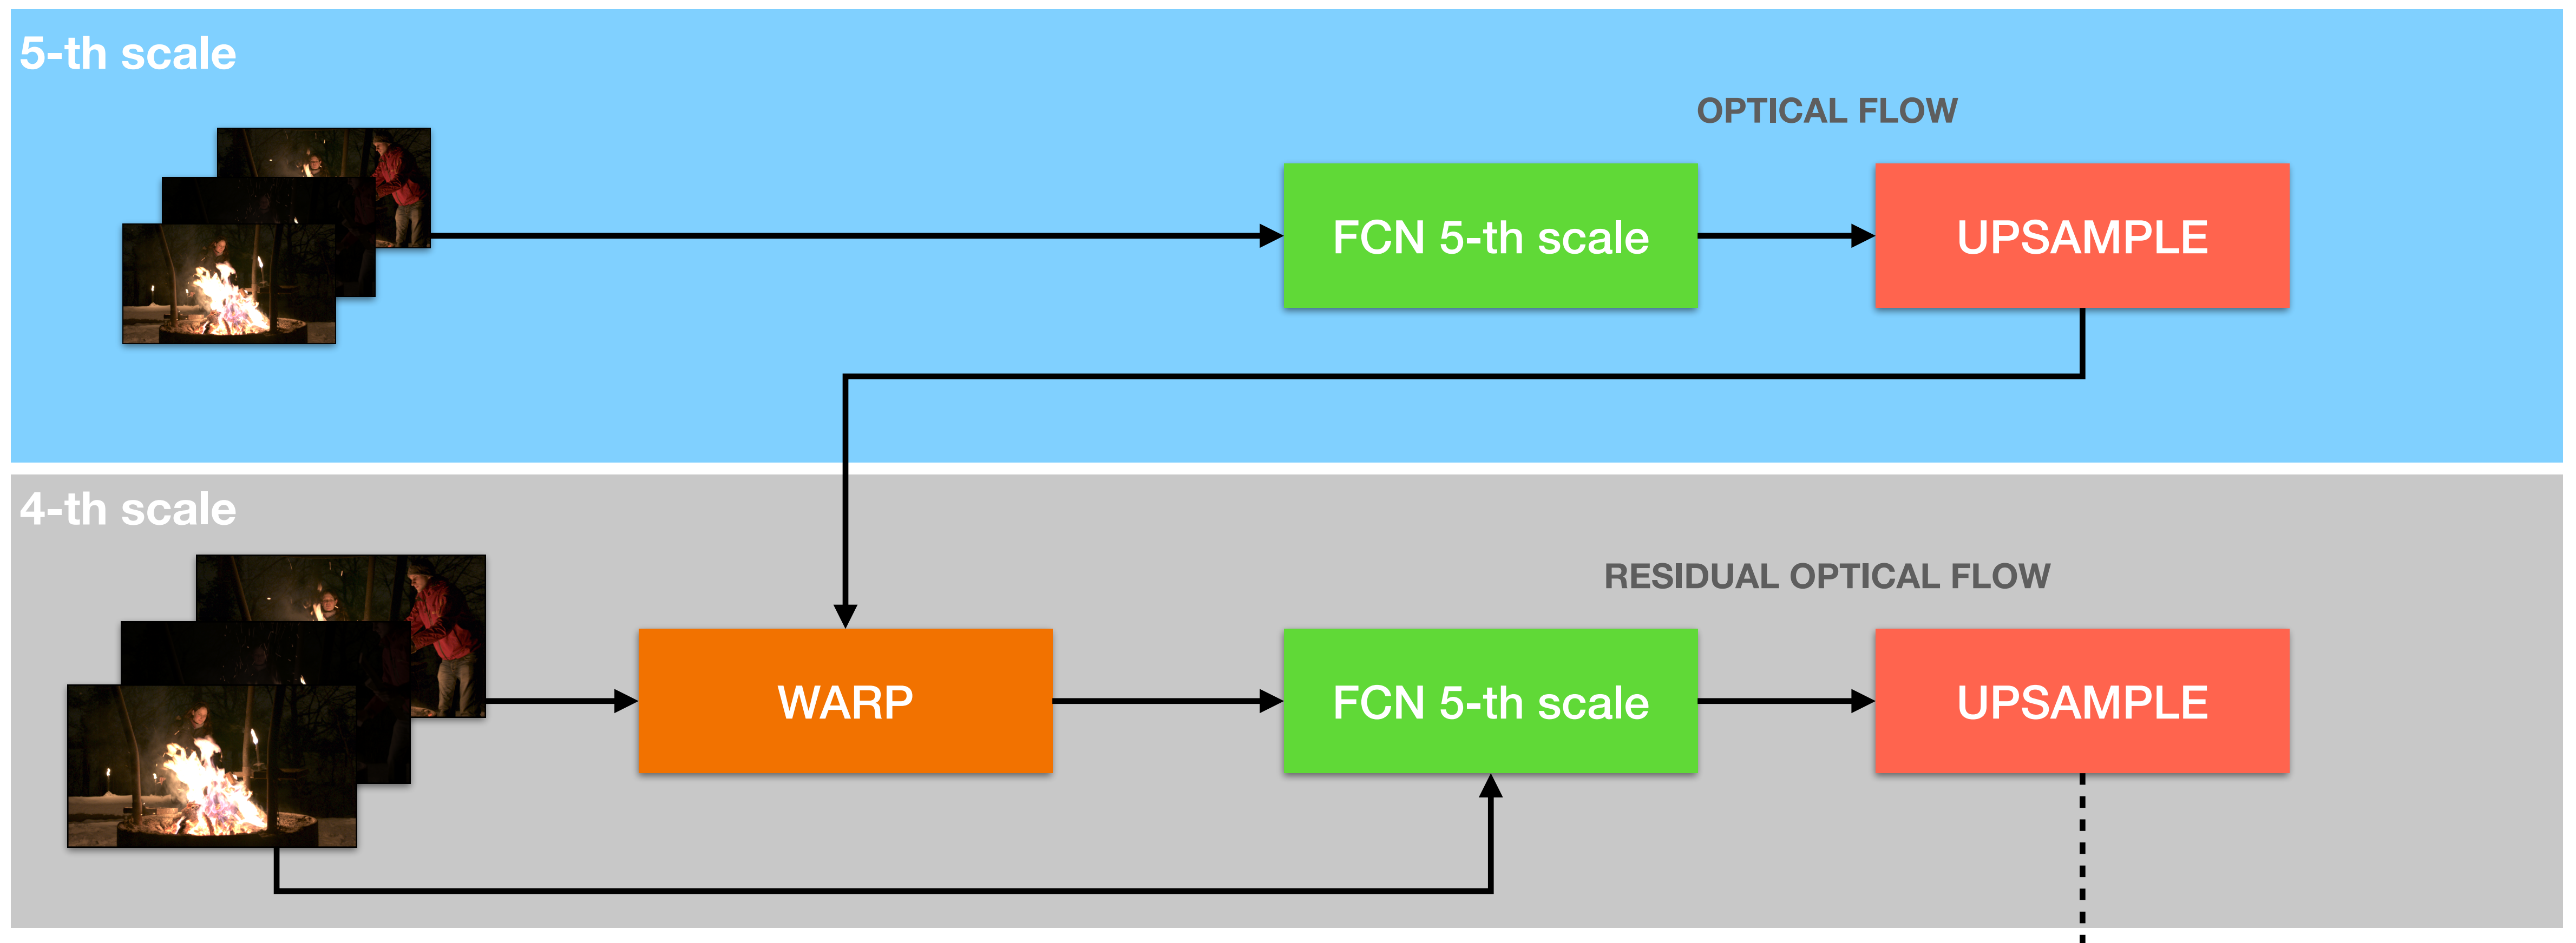 5-th scale
OPTICAL FLOW
FCN 5-th scale
UPSAMPLE
4-th scale
RESIDUAL OPTICAL FLOW
WARP
FCN 5-th scale
UPSAMPLE